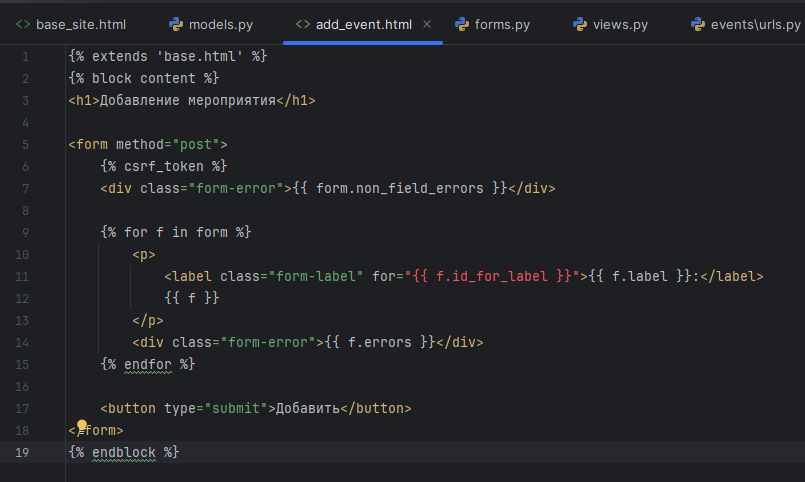 base_site.html models.py add_event.html × forms.py views.py events\urls.py
1 {% extends 'base.html' %}
2 {% block content %}
3 <h1>Добавление мероприятия</h1>
4
5 <form method="post">
6 {% csrf_token %}
7 <div class="form-error">{{ form.non_field_errors }}</div>
8
9 {% for f in form %}
10 <p>
11 <label class="form-label" for="{{ f.id_for_label }}">{{ f.label }}:</label>
12 {{ f }}
13 </p>
14 <div class="form-error">{{ f.errors }}</div>
15 {% endfor %}
16
17 <button type="submit">Добавить</button>
18 </form>
19 {% endblock %}